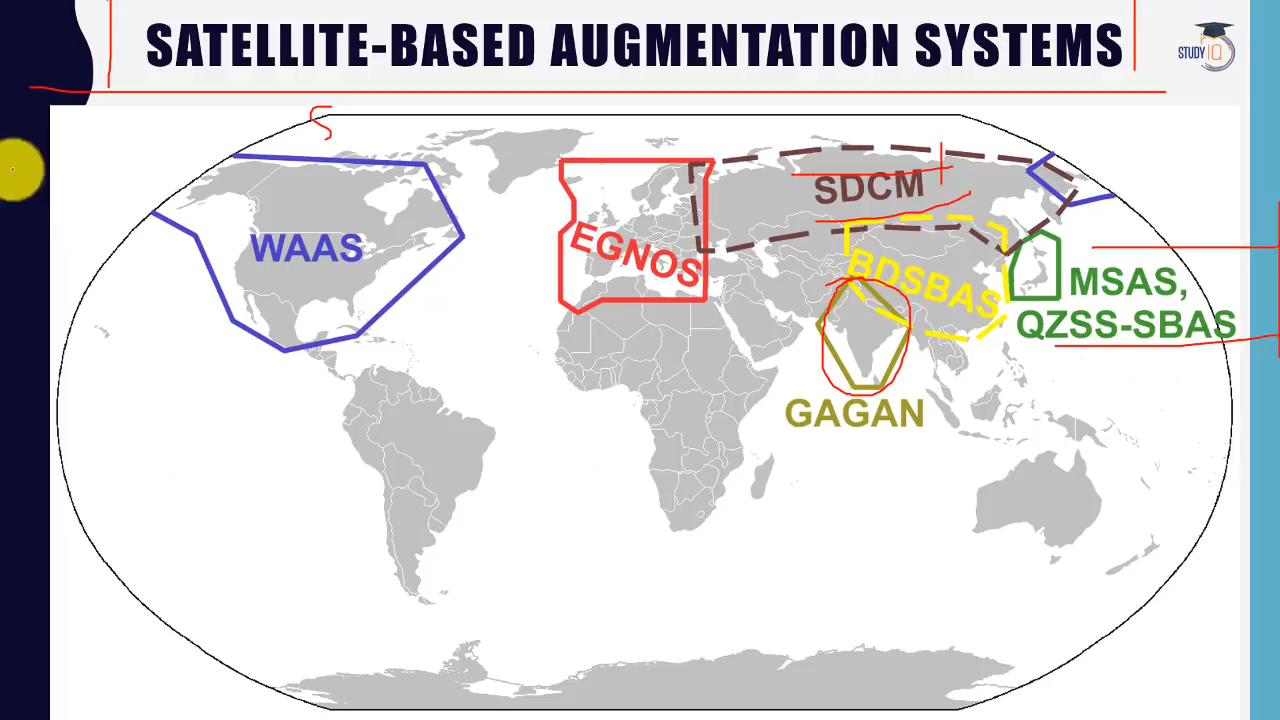 SATELLITE-BASED AUGMENTATION SYSTEMS
STUDY IQ
SDCM
WAAS
EGNOS
BDSBAS
MSAS,
QZSS-SBAS
GAGAN